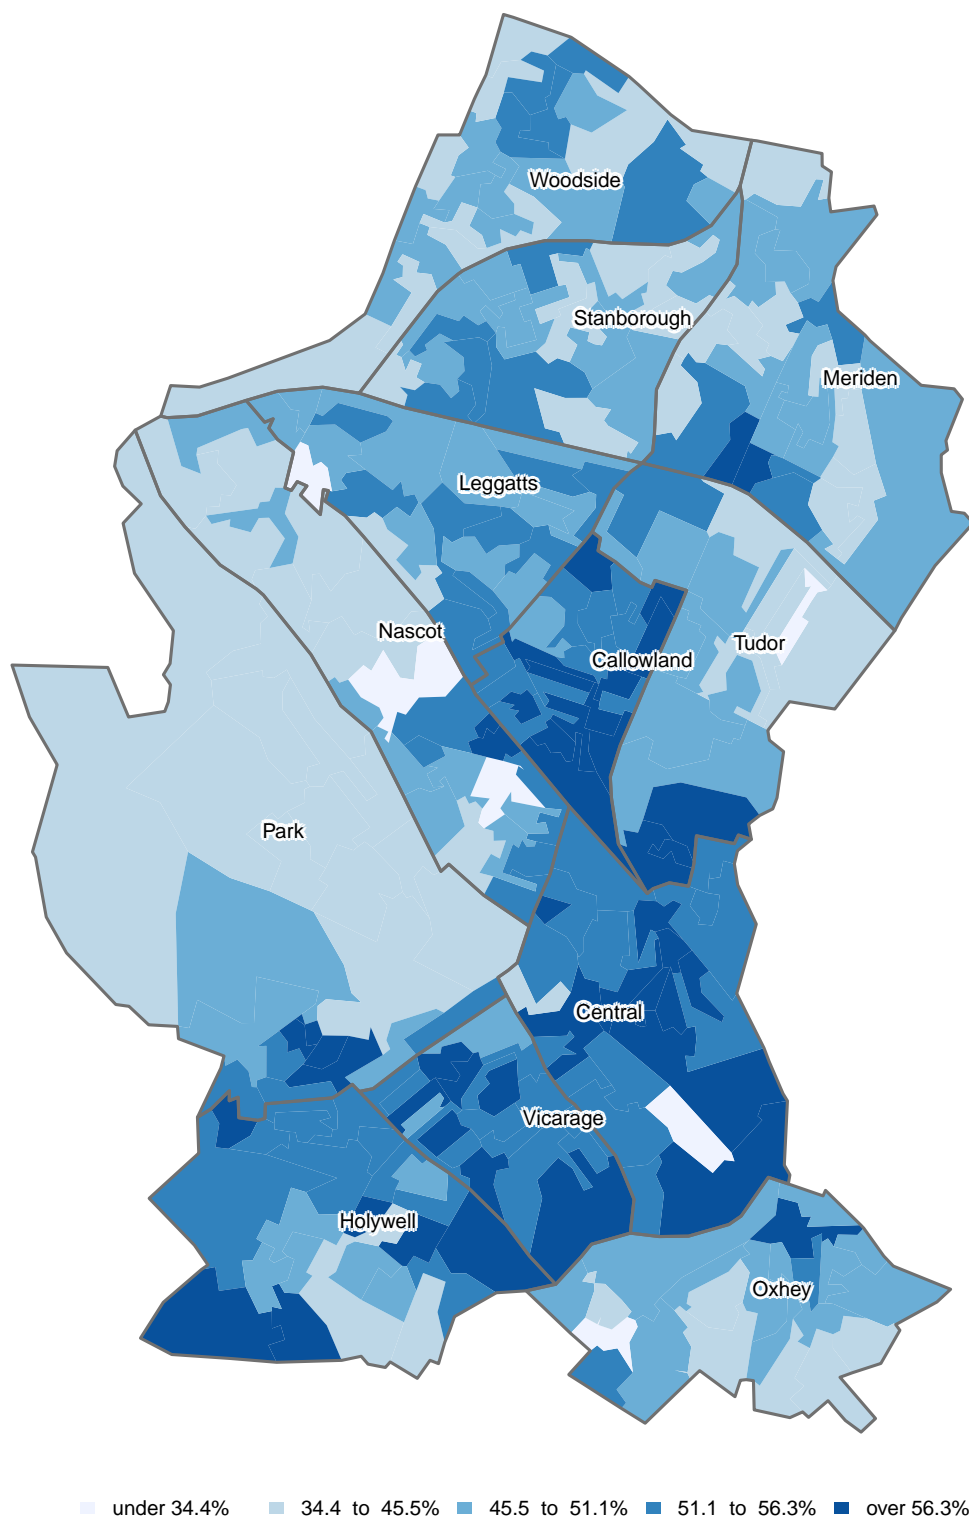 Woodside
Stanborough
Meriden
Leggatts
Nascot
Callowland
Tudor
Park
Central
Vicarage
Holywell
Oxhey
under 34.4% 34.4 to 45.5% 45.5 to 51.1% 51.1 to 56.3% over 56.3%